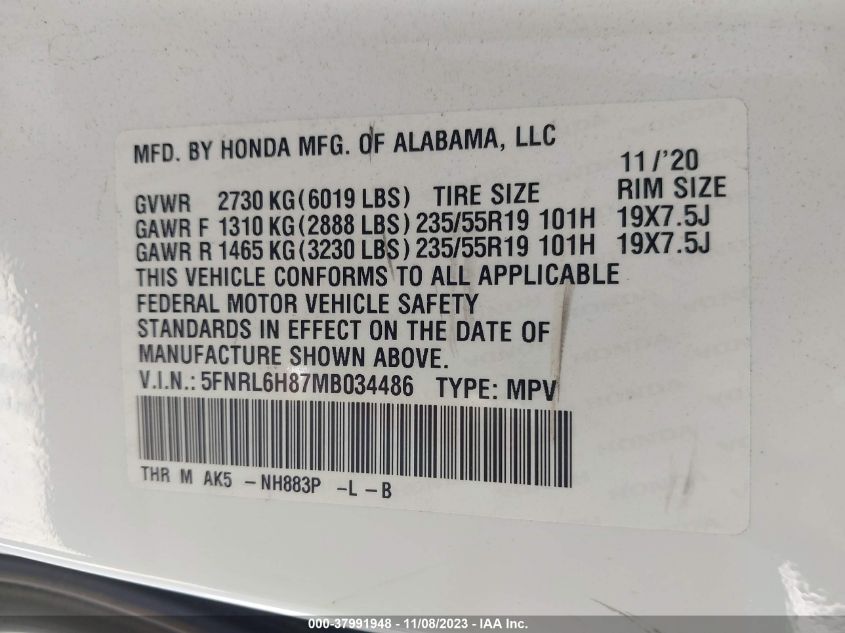 MFD. BY HONDA MFG. OF ALABAMA, LLC
11/'20
GVWR 2730 KG(6019 LBS) TIRE SIZE RIM SIZE
GAWR F 1310 KG(2888 LBS) 235/55R19 101H 19X7.5J
GAWR R 1465 KG(3230 LBS) 235/55R19 101H 19X7.5J
THIS VEHICLE CONFORMS TO ALL APPLICABLE
FEDERAL MOTOR VEHICLE SAFETY
STANDARDS IN EFFECT ON THE DATE OF
MANUFACTURE SHOWN ABOVE.
V.I.N.: 5FNRL6H87MB034486 TYPE: MPV
THR M AK5 -NH883P -L -B
000-37991948 - 11/08/2023 - IAA Inc.